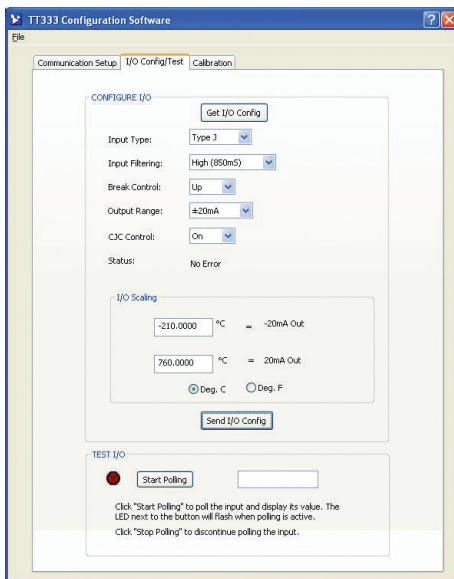 TT333 Configuration Software
File
Communication Setup I/O Config/Test Calibration
CONFIGURE I/O
Get I/O Config
Input Type: Type J
Input Filtering: High (850mS)
Break Control: Up
Output Range: ±20mA
CJC Control: On
Status: No Error
I/O Scaling
-210.0000 °C = -20mA Out
760.0000 °C = 20mA Out
Deg. C Deg. F
Send I/O Config
TEST I/O
Start Polling
Click "Start Polling" to poll the input and display its value. The
LED next to the button will flash when polling is active.
Click "Stop Polling" to discontinue polling the input.